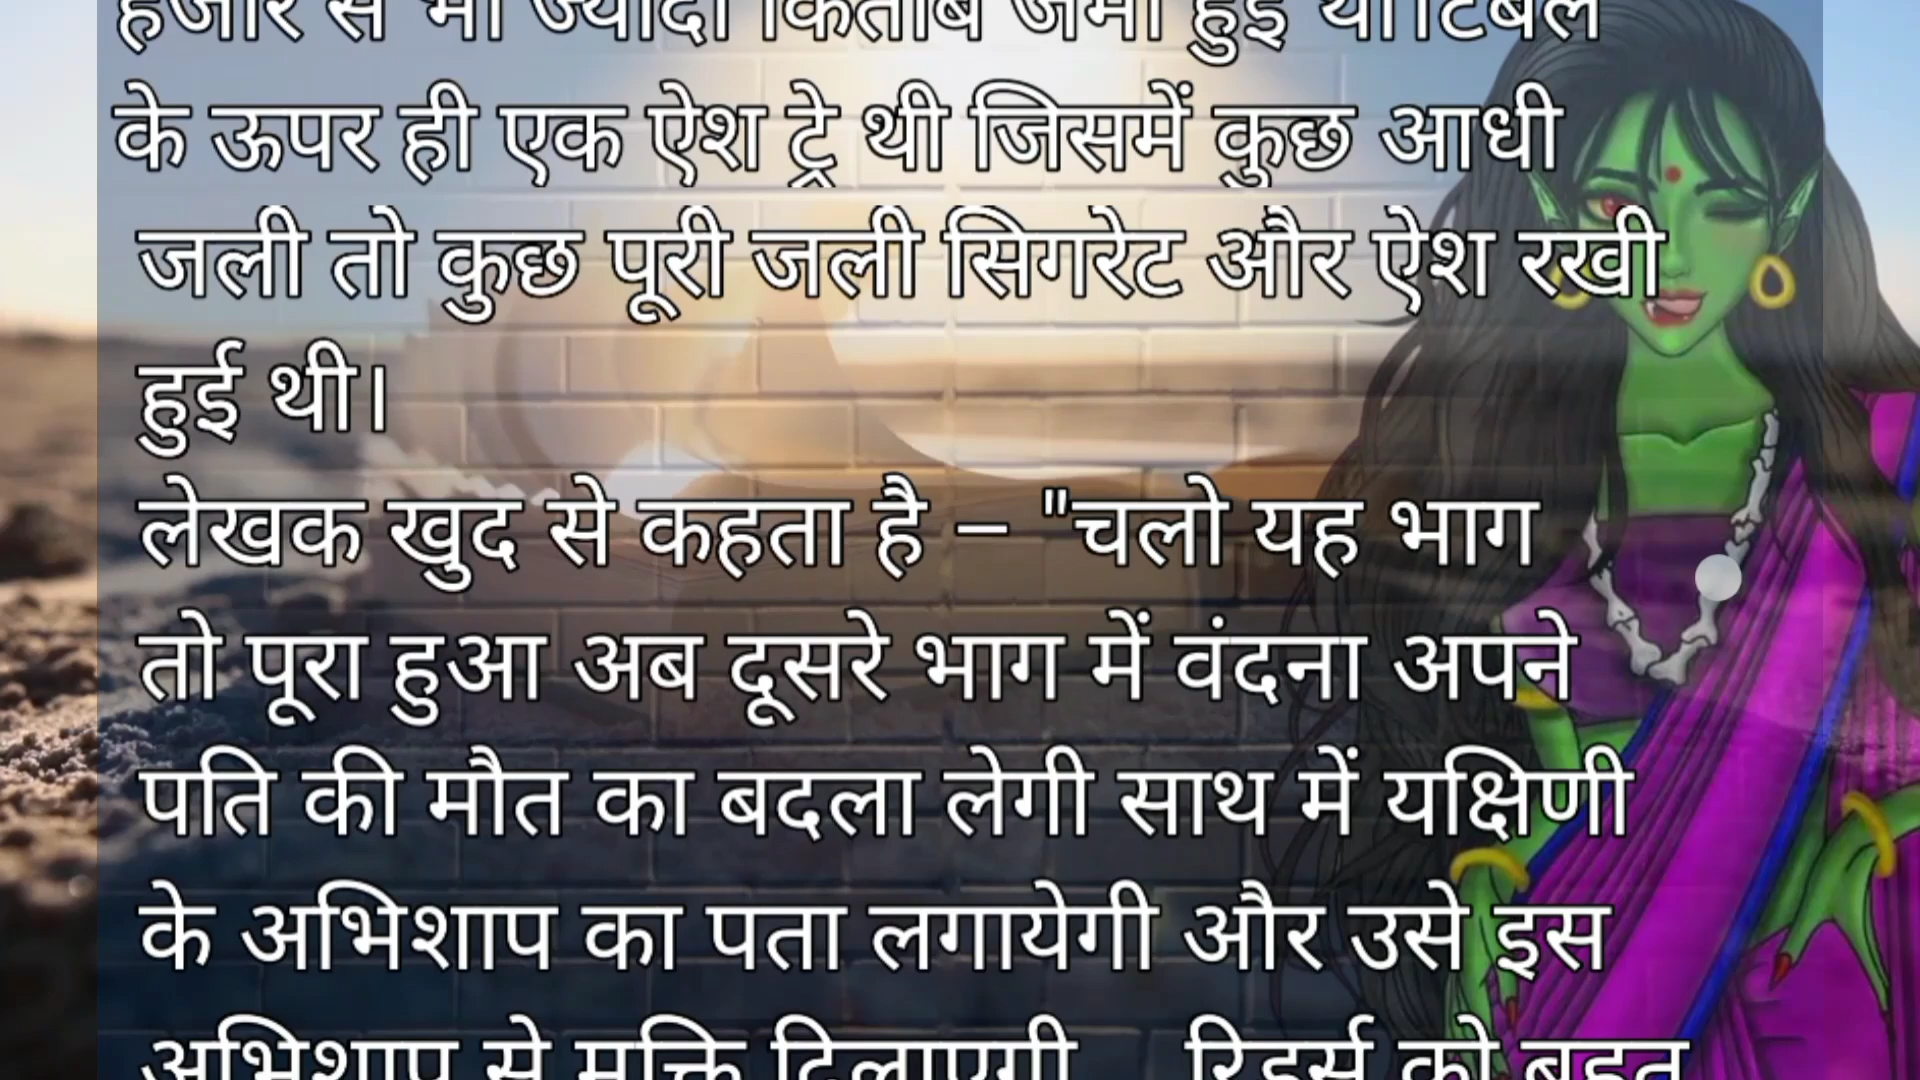 हजार से भी ज्यादा किताबें जमा हुई थी।टेबल
के ऊपर ही एक ऐश ट्रे थी जिसमें कुछ आधी
जली तो कुछ पूरी जली सिगरेट और ऐश रखी
हुई थी।
लेखक खुद से कहता है – "चलो यह भाग
तो पूरा हुआ अब दूसरे भाग में वंदना अपने
पति की मौत का बदला लेगी साथ में यक्षिणी
के अभिशाप का पता लगायेगी और उसे इस
अभिशाप से मुक्ति दिलाएगी रिडर्स को बहुत